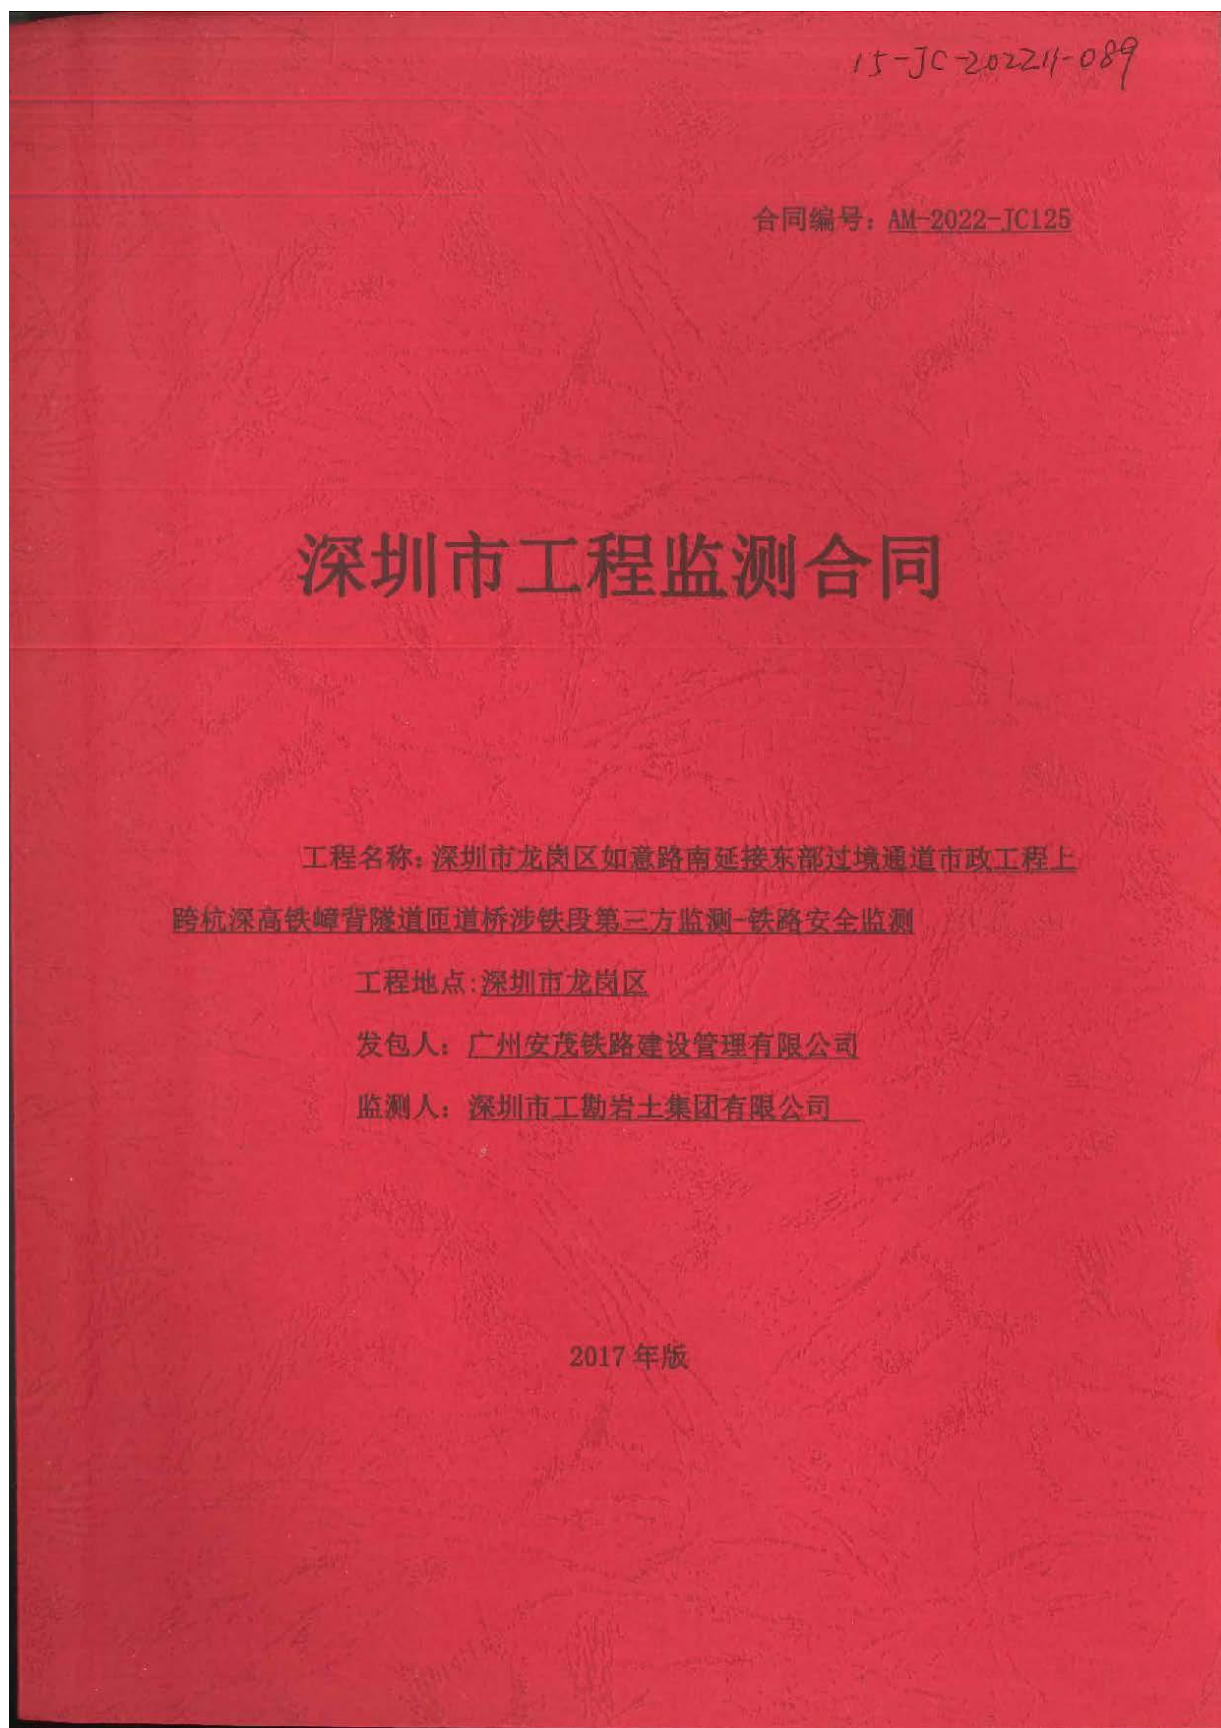 15-JC-202211-089
合同编号：AM-2022-JC125
深圳市工程监测合同
工程名称：深圳市龙岗区如意路南延接东部过境通道市政工程上
跨杭深高铁嶂背隧道匝道桥涉铁段第三方监测-铁路安全监测
工程地点:深圳市龙岗区
发包人：广州安茂铁路建设管理有限公司
监测人：深圳市工勘岩土集团有限公司
2017年版